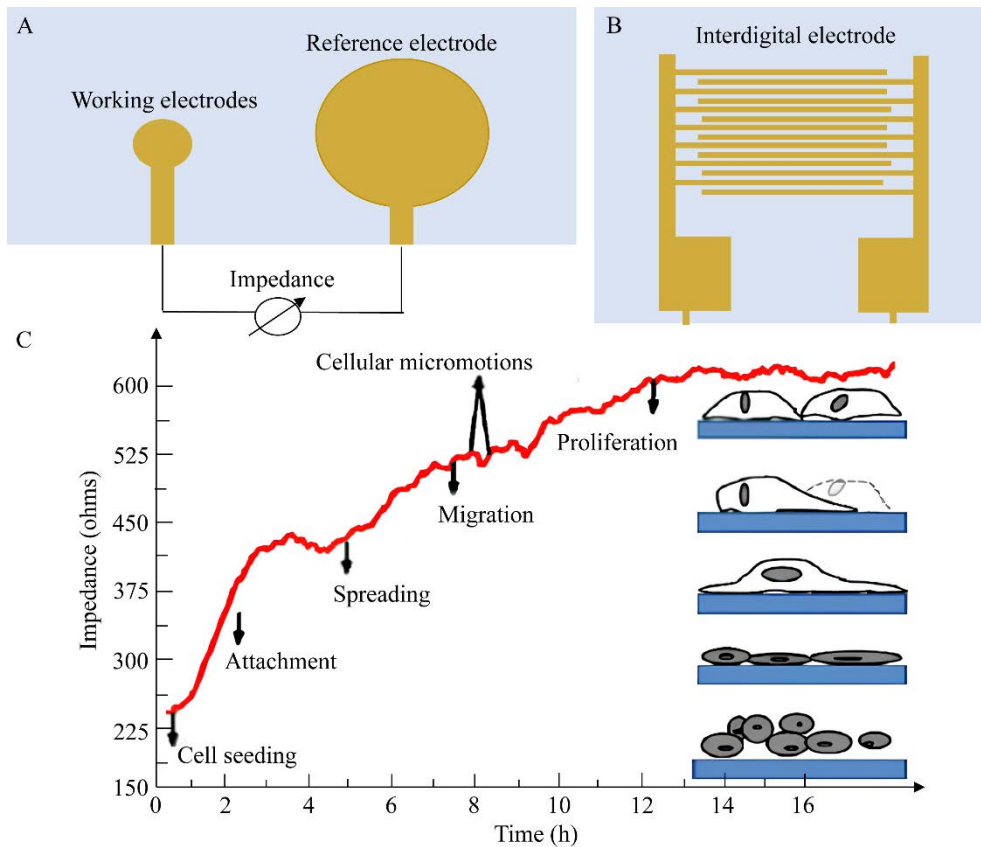 A
Reference electrode
Working electrodes
Impedance
B
Interdigital electrode
C
Impedance (ohms)
600
525
450
375
300
225
150
Cellular micromotions
Proliferation
Migration
Spreading
Attachment
Cell seeding
0 2 4 6 8 10 12 14 16
Time (h)